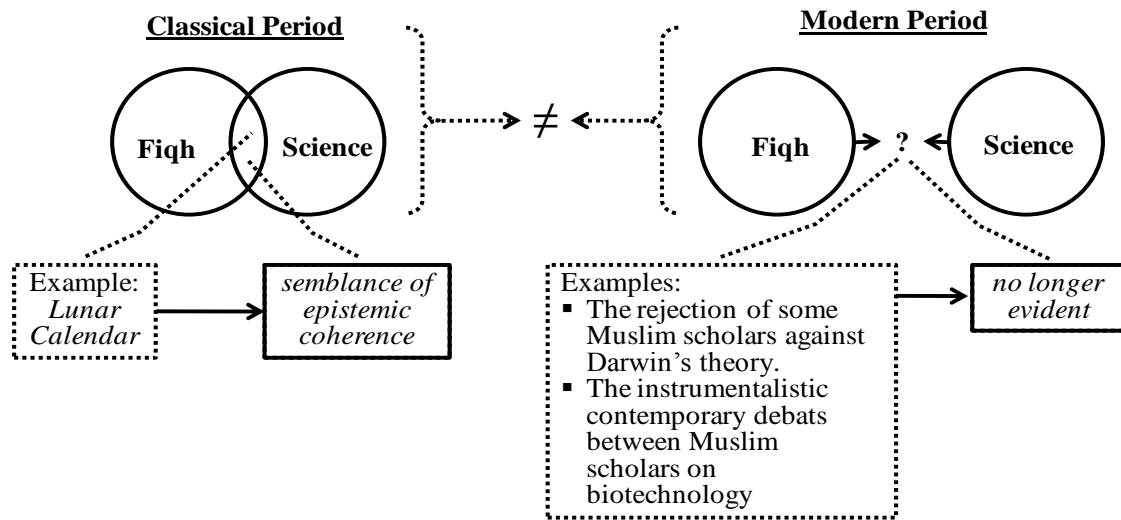 Classical Period
Modern Period
Fiqh
Science
≠
Fiqh
?
Science
Example:
Lunar
Calendar
semblance of
epistemic
coherence
Examples:
▪ The rejection of some
Muslim scholars against
Darwin’s theory.
▪ The instrumentalistic
contemporary debats
between Muslim
scholars on
biotechnology
no longer
evident